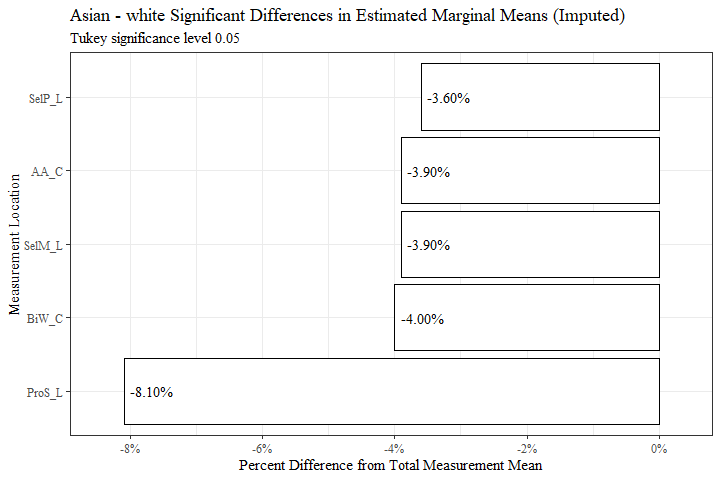 Asian - white Significant Differences in Estimated Marginal Means (Imputed)
Tukey significance level 0.05
Measurement Location
SelP_L
-3.60%
AA_C
-3.90%
SelM_L
-3.90%
BiW_C
-4.00%
ProS_L
-8.10%
-8%
-6%
-4%
-2%
0%
Percent Difference from Total Measurement Mean